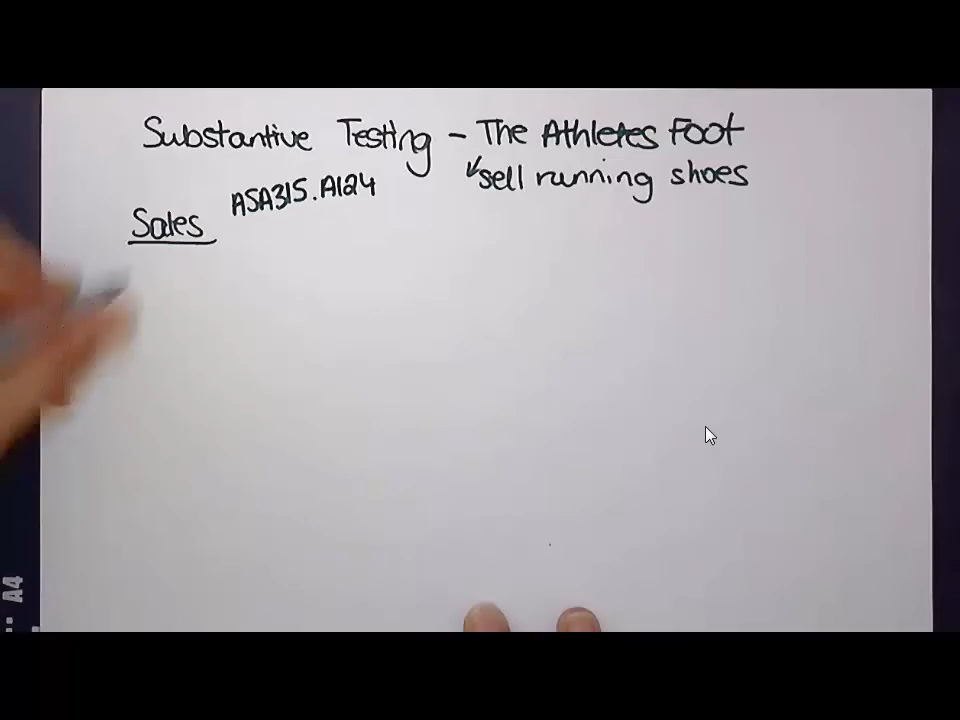 Substantive Testing - The Athletes Foot
sell running shoes
ASA315.A124
Sales
A4